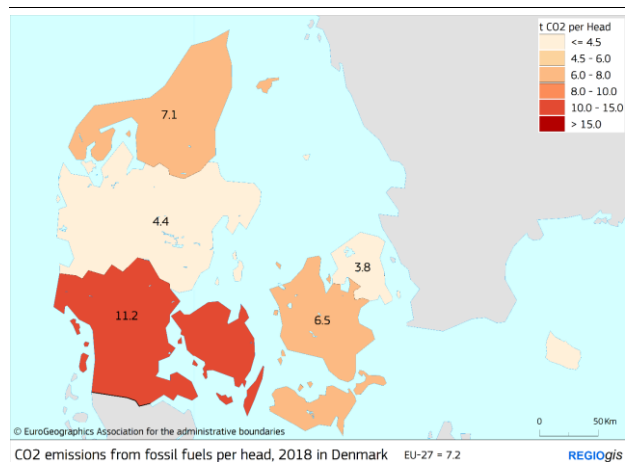 t CO2 per Head
<= 4.5
4.5 - 6.0
6.0 - 8.0
8.0 - 10.0
10.0 - 15.0
> 15.0
7.1
4.4
3.8
11.2
6.5
0 50 Km
© EuroGeographics Association for the administrative boundaries
CO2 emissions from fossil fuels per head, 2018 in Denmark EU-27 = 7.2 REGIOgis